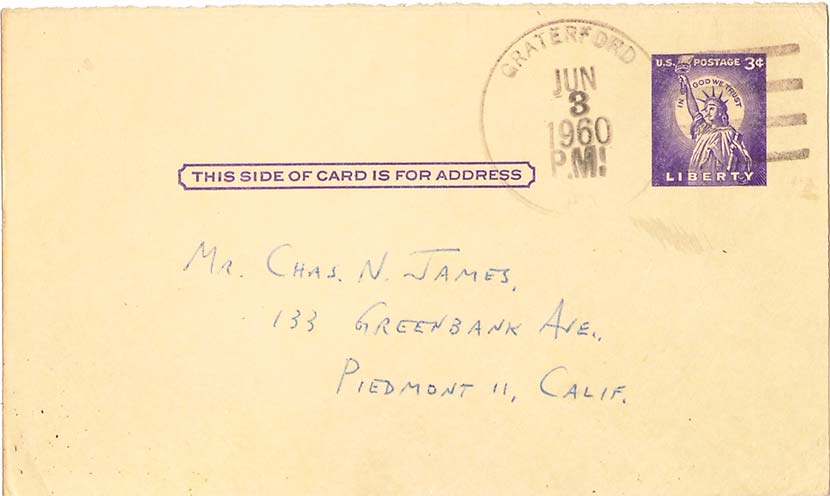 GRATERFORD
JUN
3
1960
P.M!
U.S. POSTAGE 3¢
IN GOD WE TRUST
LIBERTY
THIS SIDE OF CARD IS FOR ADDRESS
Mr. Chas. N. James,
133 Greenbank Ave.,
Piedmont 11, Calif.